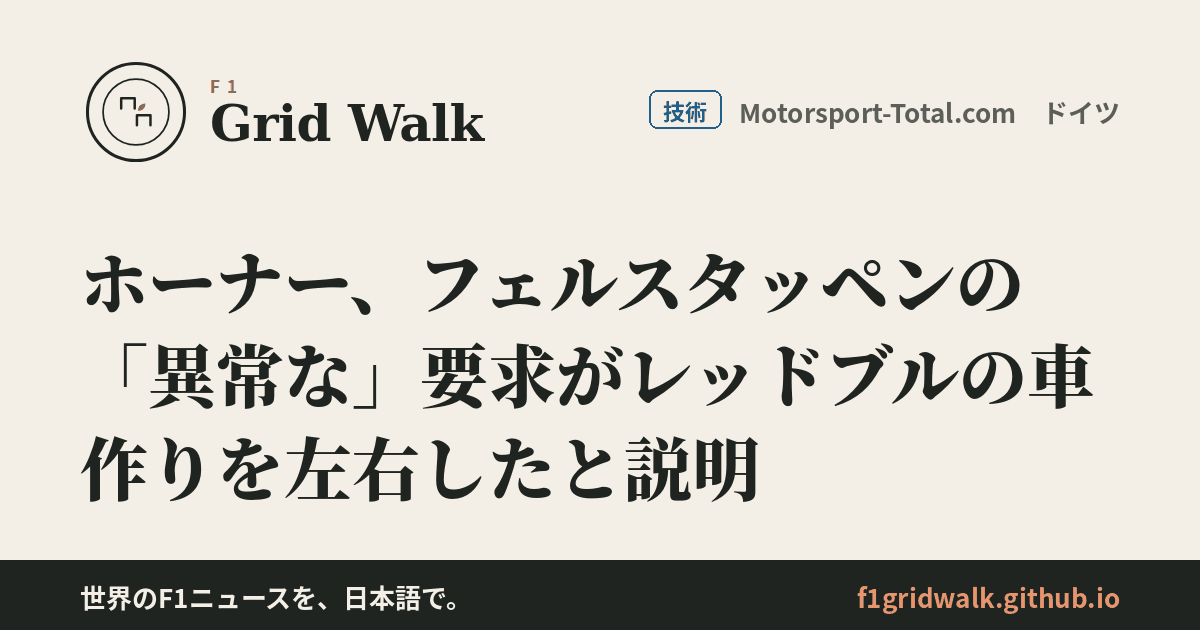 F1
Grid Walk
技術 Motorsport-Total.com ドイツ
ホーナー、フェルスタッペンの
「異常な」要求がレッドブルの車
作りを左右したと説明
世界のF1ニュースを、日本語で。
f1gridwalk.github.io